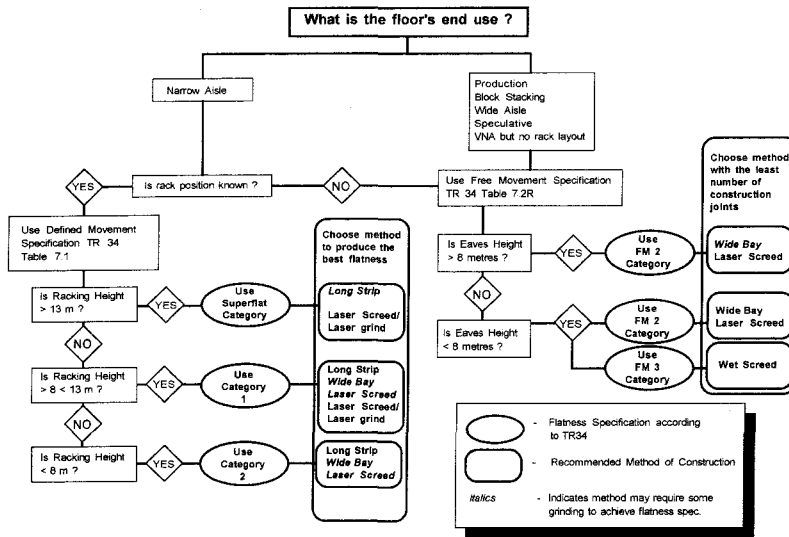 What is the floor's end use ?
Narrow Aisle
Production
Block Stacking
Wide Aisle
Speculative
VNA but no rack layout
YES
Is rack position known ?
NO
Use Free Movement Specification
TR 34 Table 7.2R
Choose method
with the least
number of
construction
joints
Use Defined Movement
Specification TR 34
Table 7.1
Choose method
to produce the
best flatness
Is Eaves Height
> 8 metres ?
YES
Use
FM 2
Category
Wide Bay
Laser Screed
Is Racking Height
> 13 m ?
YES
Use
Superflat
Category
Long Strip
Laser Screed/
Laser grind
NO
NO
Is Eaves Height
< 8 metres ?
YES
Use
FM 2
Category
Wide Bay
Laser Screed
Use
FM 3
Category
Wet Screed
Is Racking Height
> 8 < 13 m ?
YES
Use
Category
1
Long Strip
Wide Bay
Laser Screed
Laser Screed/
Laser grind
NO
Is Racking Height
< 8 m ?
YES
Use
Category
2
Long Strip
Wide Bay
Laser Screed
- Flatness Specification according
to TR34
- Recommended Method of Construction
Italics - Indicates method may require some
grinding to achieve flatness spec.